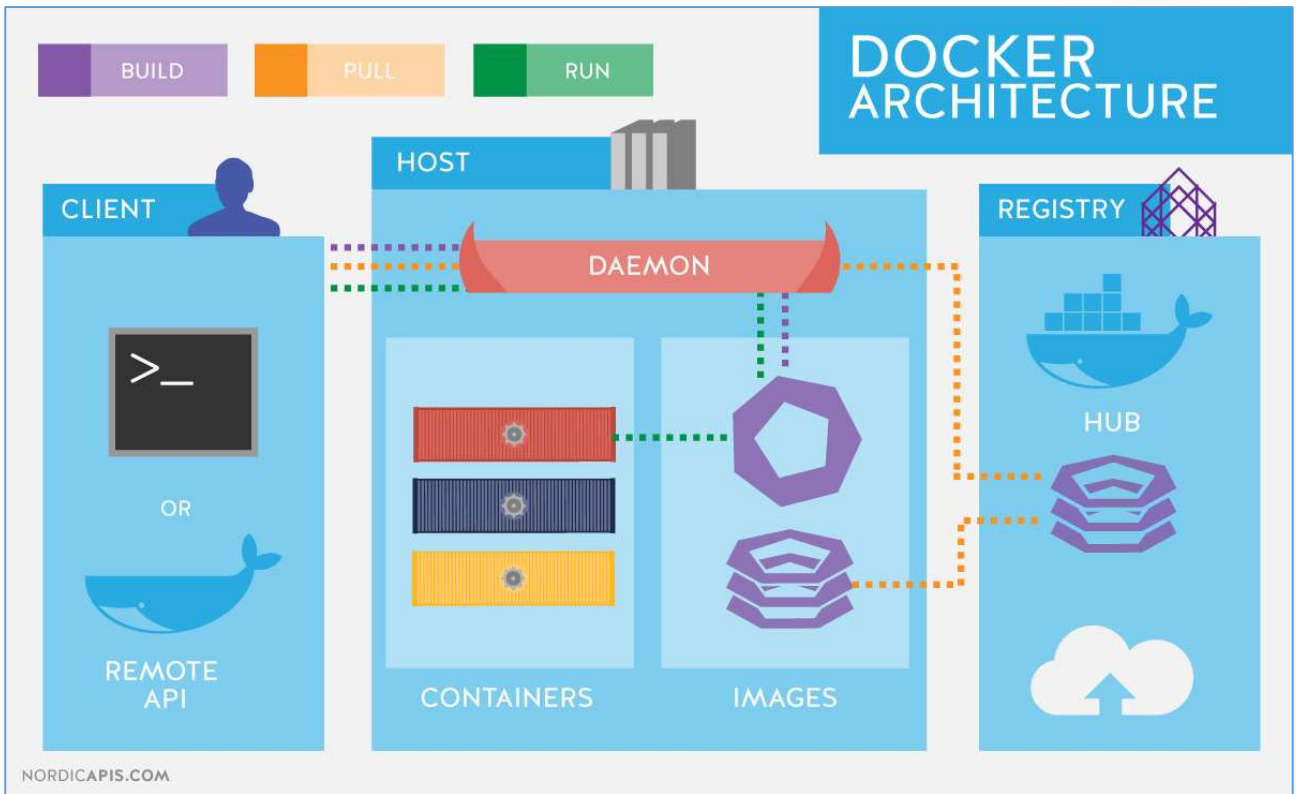 BUILD
PULL
RUN
DOCKER
ARCHITECTURE
HOST
CLIENT
REGISTRY
DAEMON
>_
HUB
OR
REMOTE
API
CONTAINERS
IMAGES
NORDICAPIS.COM